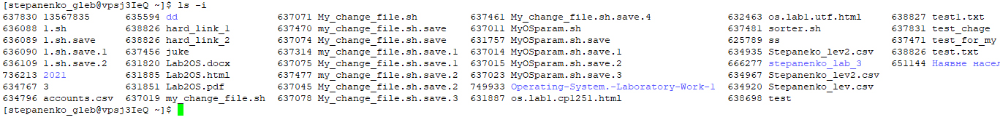 [stepanenko_gleb@vpsj3IeQ ~]$ ls -i
637830 13567835 635594 dd 637071 My_change_file.sh 637461 My_change_file.sh.save.4 632463 os.lab1.utf.html 638827 test1.txt
636088 1.sh 638826 hard_link_1 637470 my_change_file.sh.save 637011 MyOSparam.sh 637481 sorter.sh 637831 test_chage
636089 1.sh.save 638826 hard_link_2 637074 My_change_file.sh.save 631757 MyOSparam.sh.save 625789 ss 637471 test_for_my
636090 1.sh.save.1 637456 juke 637314 my_change_file.sh.save.1 637014 MyOSparam.sh.save.1 634935 Stepaneko_lev2.csv 638826 test.txt
636109 1.sh.save.2 631820 Lab2OS.docx 637075 My_change_file.sh.save.1 637015 MyOSparam.sh.save.2 666277 stepanenko_lab_3 651144 Наявне насел
736213 2021 631885 Lab2OS.html 637477 my_change_file.sh.save.2 637023 MyOSparam.sh.save.3 634967 Stepanenko_lev2.csv
634767 3 631851 Lab2OS.pdf 637045 My_change_file.sh.save.2 749933 Operating-System.-Laboratory-Work-1 634920 Stepanenko_lev.csv
634796 accounts.csv 637019 my_change_file.sh 637078 My_change_file.sh.save.3 631887 os.lab1.cp1251.html 638698 test
[stepanenko_gleb@vpsj3IeQ ~]$